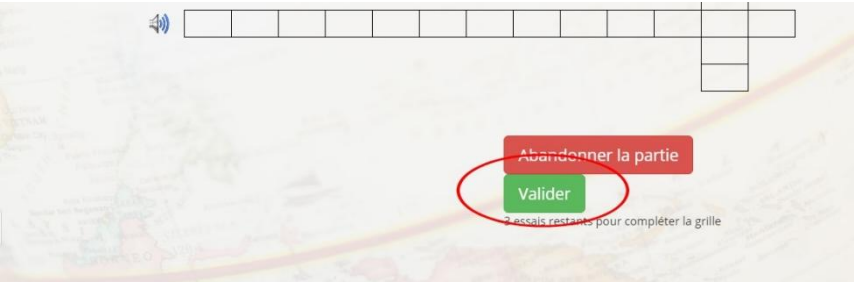 Abandonner la partie
Valider
3 essais restants pour compléter la grille